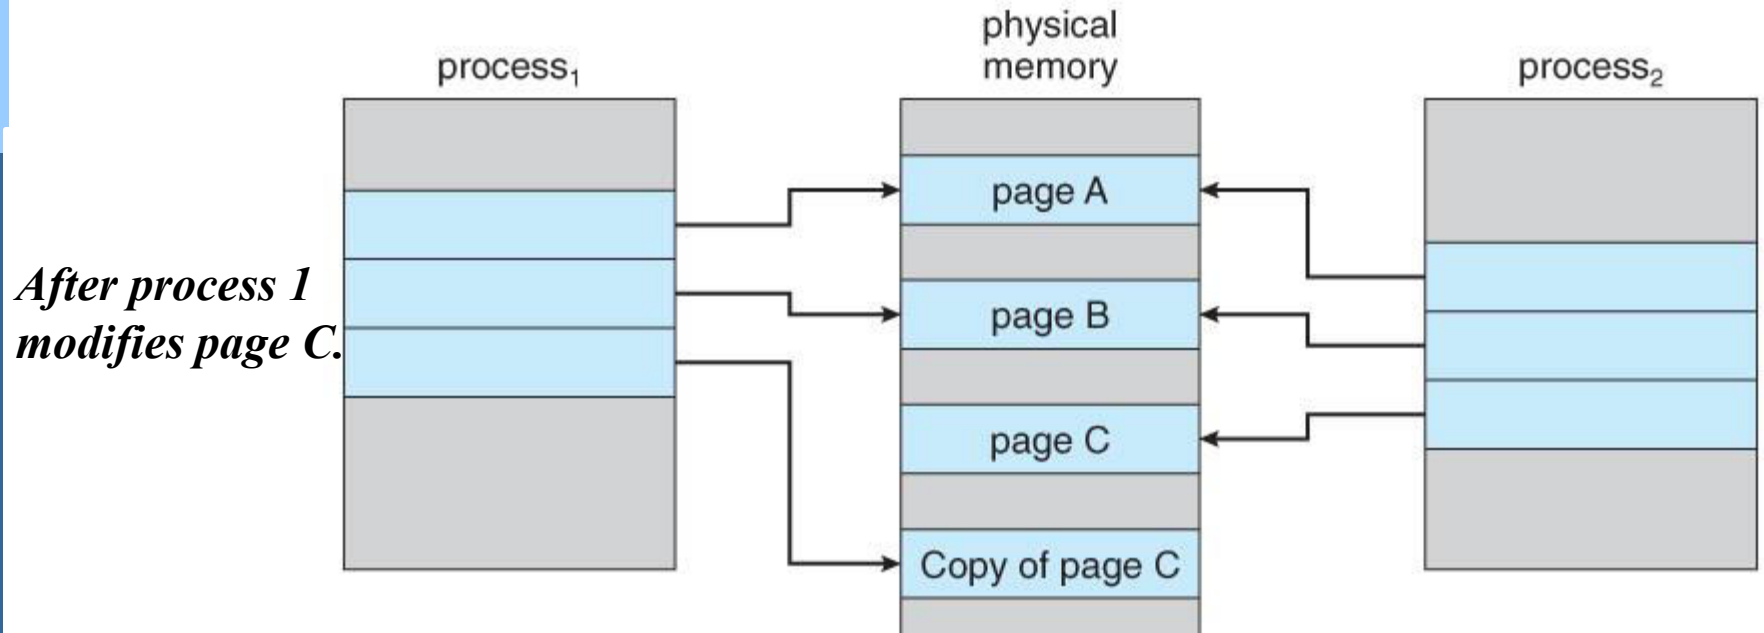 physical
memory
process₁
process₂
page A
page B
page C
Copy of page C
After process 1
modifies page C.